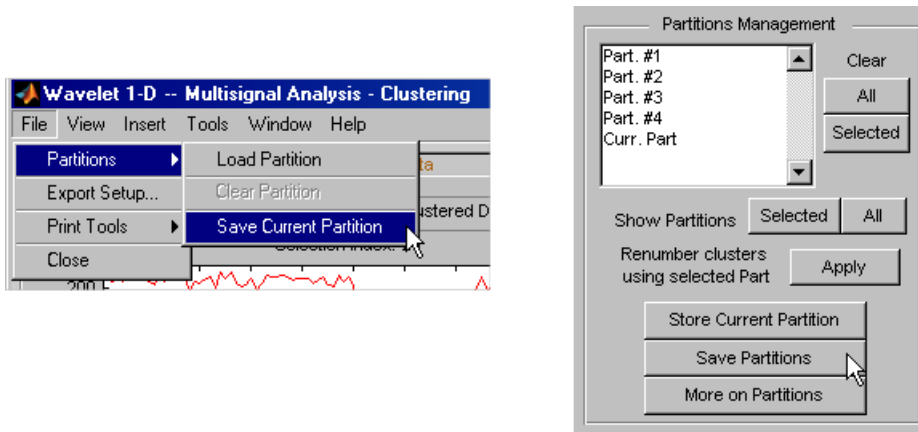 Wavelet 1-D -- Multisignal Analysis - Clustering
File View Insert Tools Window Help
Partitions
Export Setup...
Print Tools
Close
Load Partition
Clear Partition
Save Current Partition
ta
ustered D
200
Partitions Management
Part. #1
Part. #2
Part. #3
Part. #4
Curr. Part
Clear
All
Selected
Show Partitions Selected All
Renumber clusters
using selected Part
Apply
Store Current Partition
Save Partitions
More on Partitions